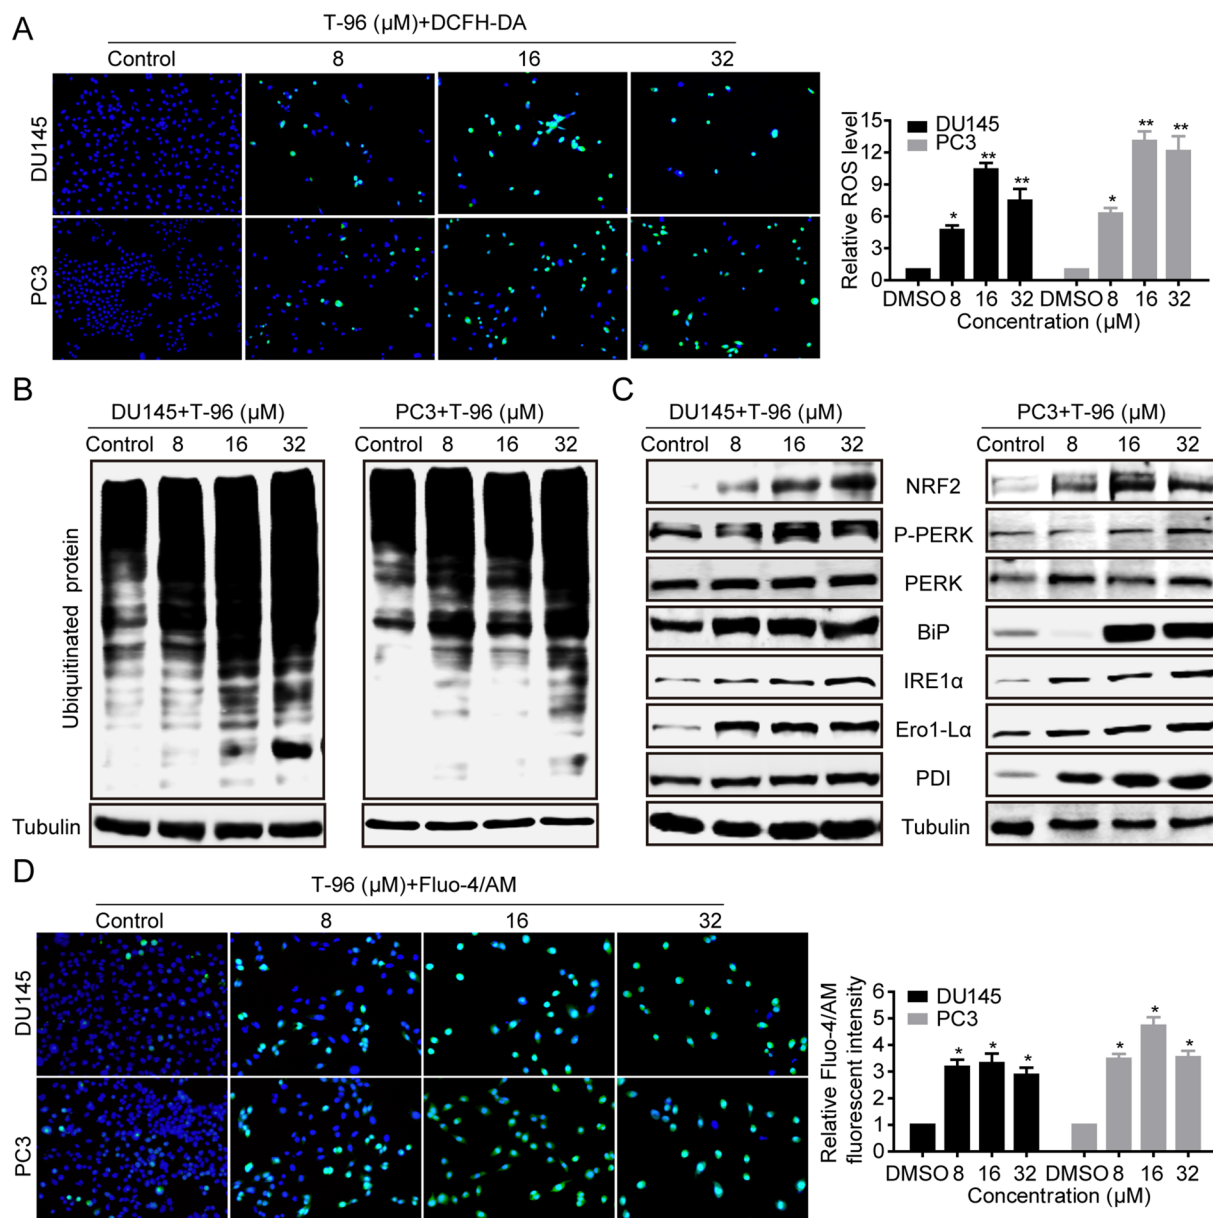 A
T-96 (µM)+DCFH-DA
Control 8 16 32
DU145
PC3
Relative ROS level
15
12
9
6
3
0
DU145
PC3
* ** ** * ** **
DMSO 8 16 32 DMSO 8 16 32
Concentration (µM)
B
DU145+T-96 (µM) PC3+T-96 (µM)
Control 8 16 32 Control 8 16 32
Ubiquitinated protein
Tubulin
C
DU145+T-96 (µM) PC3+T-96 (µM)
Control 8 16 32 Control 8 16 32
NRF2
P-PERK
PERK
BiP
IRE1α
Ero1-Lα
PDI
Tubulin
D
T-96 (µM)+Fluo-4/AM
Control 8 16 32
DU145
PC3
Relative Fluo-4/AM
fluorescent intensity
6
5
4
3
2
1
0
DU145
PC3
* * * * * *
DMSO 8 16 32 DMSO 8 16 32
Concentration (µM)